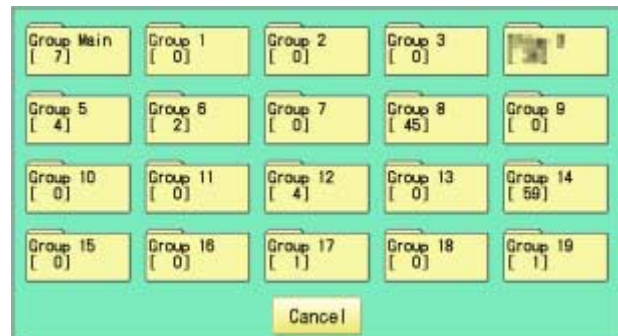 Group Main
[ 7]
Group 1
[ 0]
Group 2
[ 0]
Group 3
[ 0]
Group 5
[ 4]
Group 6
[ 2]
Group 7
[ 0]
Group 8
[ 45]
Group 9
[ 0]
Group 10
[ 0]
Group 11
[ 0]
Group 12
[ 4]
Group 13
[ 0]
Group 14
[ 59]
Group 15
[ 0]
Group 16
[ 0]
Group 17
[ 1]
Group 18
[ 0]
Group 19
[ 1]
Cancel